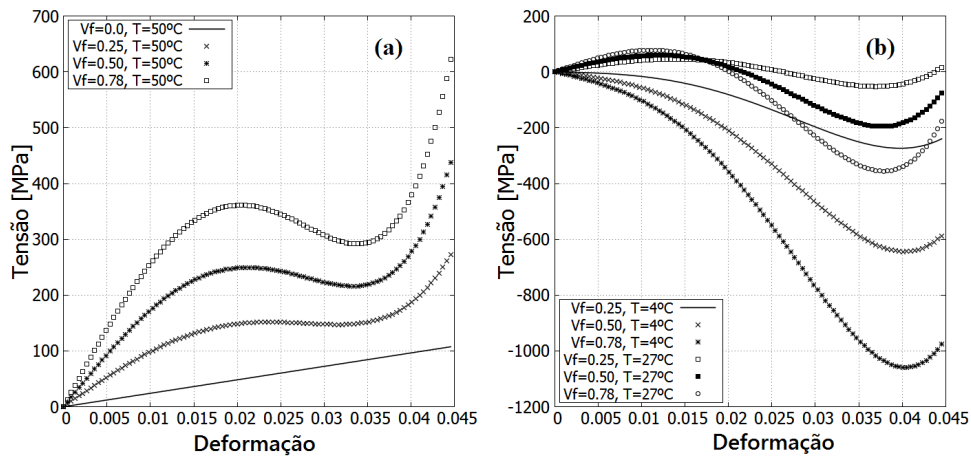 700
600
500
400
300
200
100
0
Tensão [MPa]
Vf=0.0, T=50ºC
Vf=0.25, T=50ºC
Vf=0.50, T=50ºC
Vf=0.78, T=50ºC
(a)
0 0.005 0.01 0.015 0.02 0.025 0.03 0.035 0.04 0.045
Deformação
200
0
-200
-400
-600
-800
-1000
-1200
Tensão [MPa]
(b)
Vf=0.25, T=4ºC
Vf=0.50, T=4ºC
Vf=0.78, T=4ºC
Vf=0.25, T=27ºC
Vf=0.50, T=27ºC
Vf=0.78, T=27ºC
0 0.005 0.01 0.015 0.02 0.025 0.03 0.035 0.04 0.045
Deformação